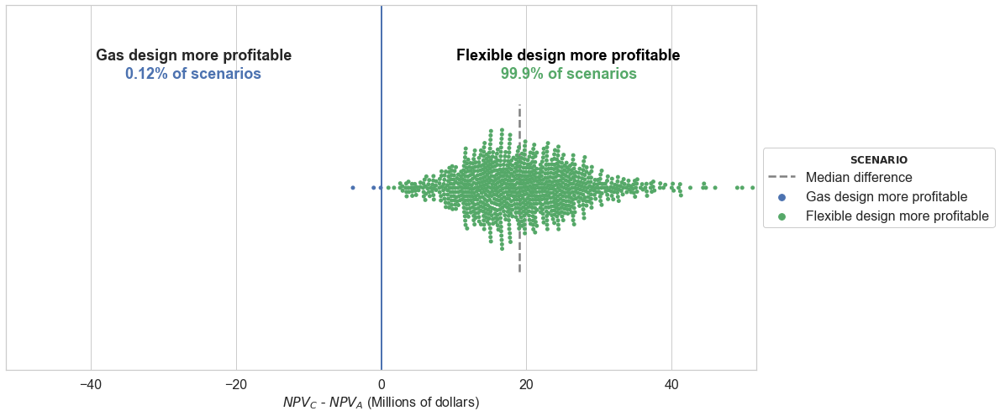 Gas design more profitable
0.12% of scenarios
Flexible design more profitable
99.9% of scenarios
SCENARIO
Median difference
Gas design more profitable
Flexible design more profitable
−40
−20
0
20
40
NPV_C - NPV_A (Millions of dollars)